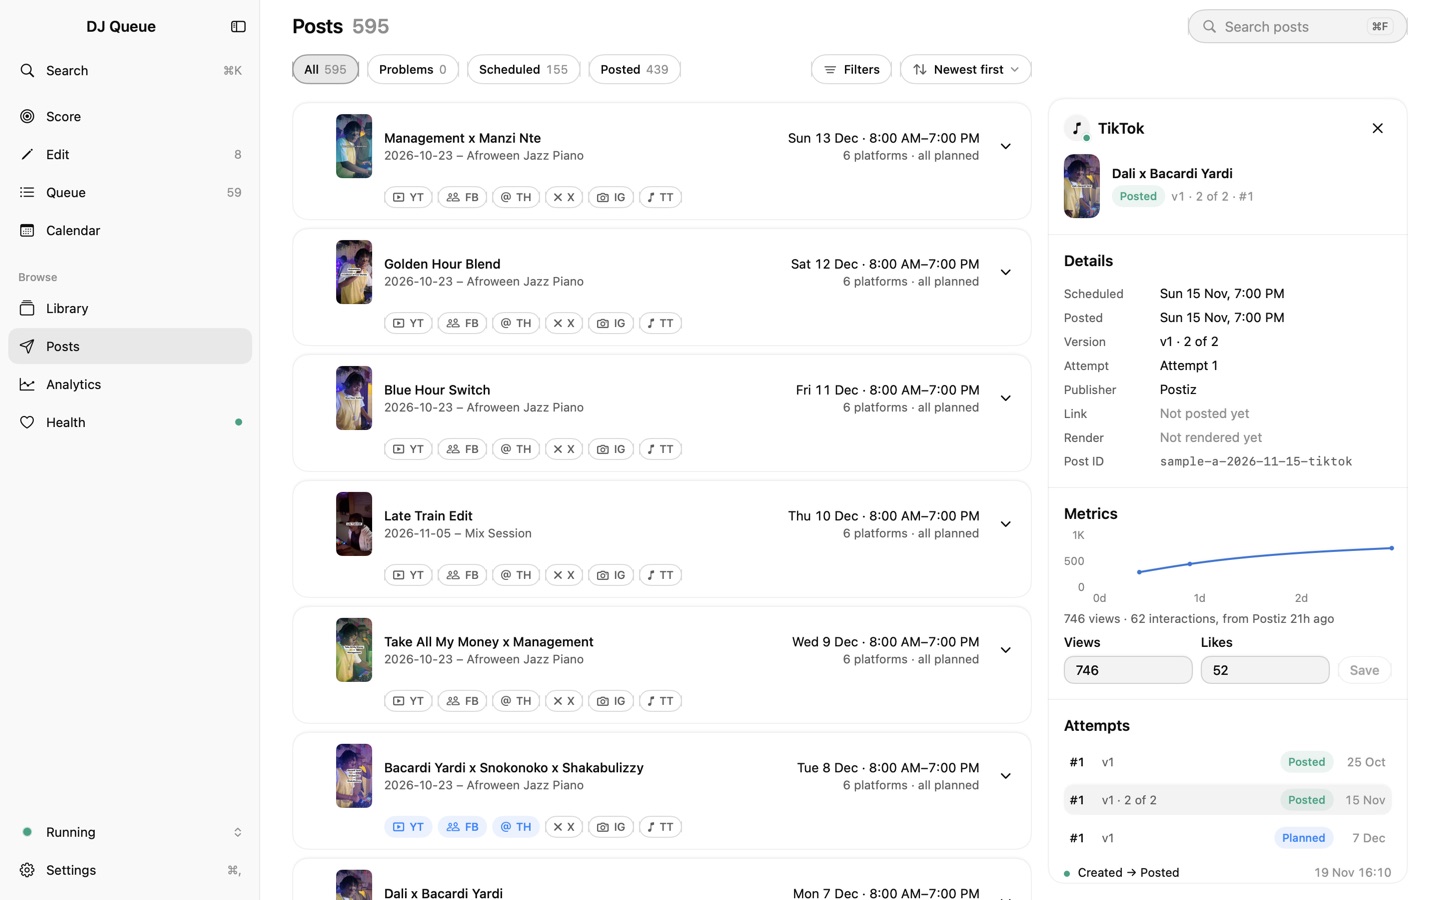 DJ Queue
Search ⌘K
Score
Edit 8
Queue 59
Calendar
Browse
Library
Posts
Analytics
Health
Running
Settings ⌘,
Posts 595
Search posts ⌘F
All 595
Problems 0
Scheduled 155
Posted 439
Filters
Newest first
Management x Manzi Nte
2026-10-23 – Afroween Jazz Piano
Sun 13 Dec · 8:00 AM–7:00 PM
6 platforms · all planned
YT FB TH X IG TT
Golden Hour Blend
2026-10-23 – Afroween Jazz Piano
Sat 12 Dec · 8:00 AM–7:00 PM
6 platforms · all planned
YT FB TH X IG TT
Blue Hour Switch
2026-10-23 – Afroween Jazz Piano
Fri 11 Dec · 8:00 AM–7:00 PM
6 platforms · all planned
YT FB TH X IG TT
Late Train Edit
2026-11-05 – Mix Session
Thu 10 Dec · 8:00 AM–7:00 PM
6 platforms · all planned
YT FB TH X IG TT
Take All My Money x Management
2026-10-23 – Afroween Jazz Piano
Wed 9 Dec · 8:00 AM–7:00 PM
6 platforms · all planned
YT FB TH X IG TT
Bacardi Yardi x Snokonoko x Shakabulizzy
2026-10-23 – Afroween Jazz Piano
Tue 8 Dec · 8:00 AM–7:00 PM
6 platforms · all planned
YT FB TH X IG TT
Dali x Bacardi Yardi
Mon 7 Dec · 8:00 AM–7:00 PM
TikTok
Dali x Bacardi Yardi
Posted v1 · 2 of 2 · #1
Details
Scheduled Sun 15 Nov, 7:00 PM
Posted Sun 15 Nov, 7:00 PM
Version v1 · 2 of 2
Attempt Attempt 1
Publisher Postiz
Link Not posted yet
Render Not rendered yet
Post ID sample-a-2026-11-15-tiktok
Metrics
1K
500
0
0d 1d 2d
746 views · 62 interactions, from Postiz 21h ago
Views Likes
746 52 Save
Attempts
#1 v1 Posted 25 Oct
#1 v1 · 2 of 2 Posted 15 Nov
#1 v1 Planned 7 Dec
Created → Posted 19 Nov 16:10